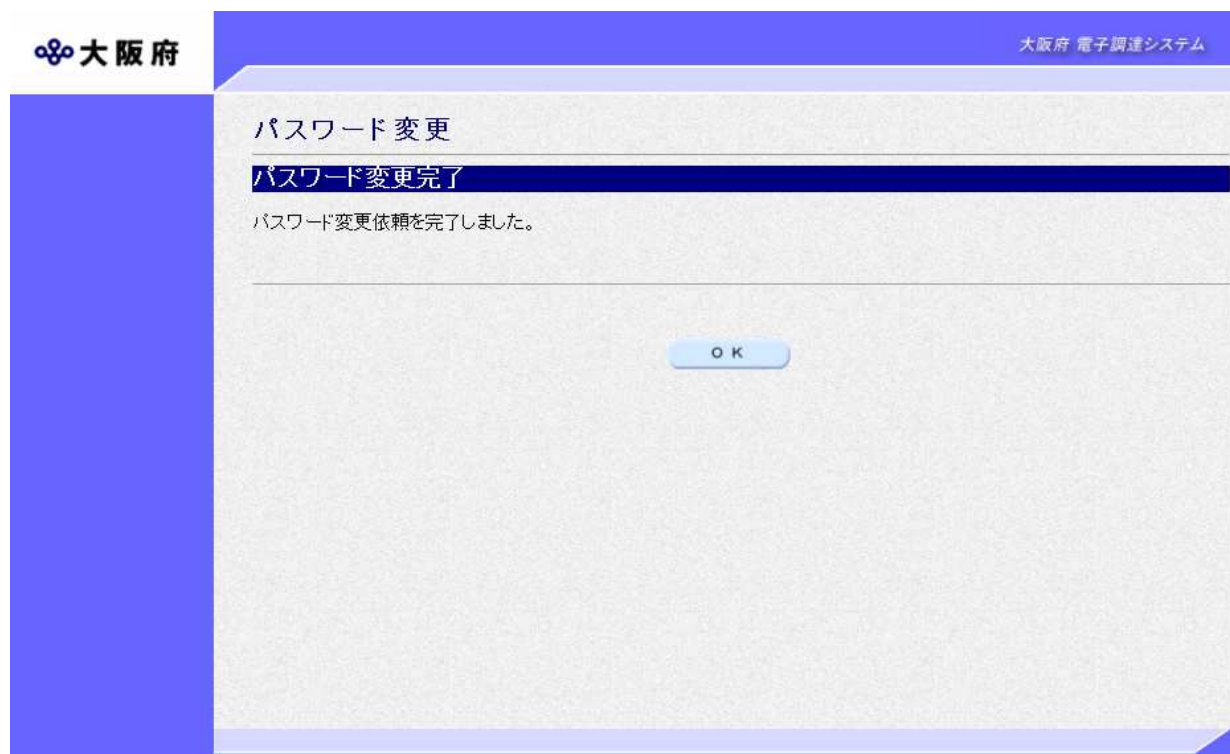 大阪府
大阪府 電子調達システム
パスワード変更
パスワード変更完了
パスワード変更依頼を完了しました。
OK